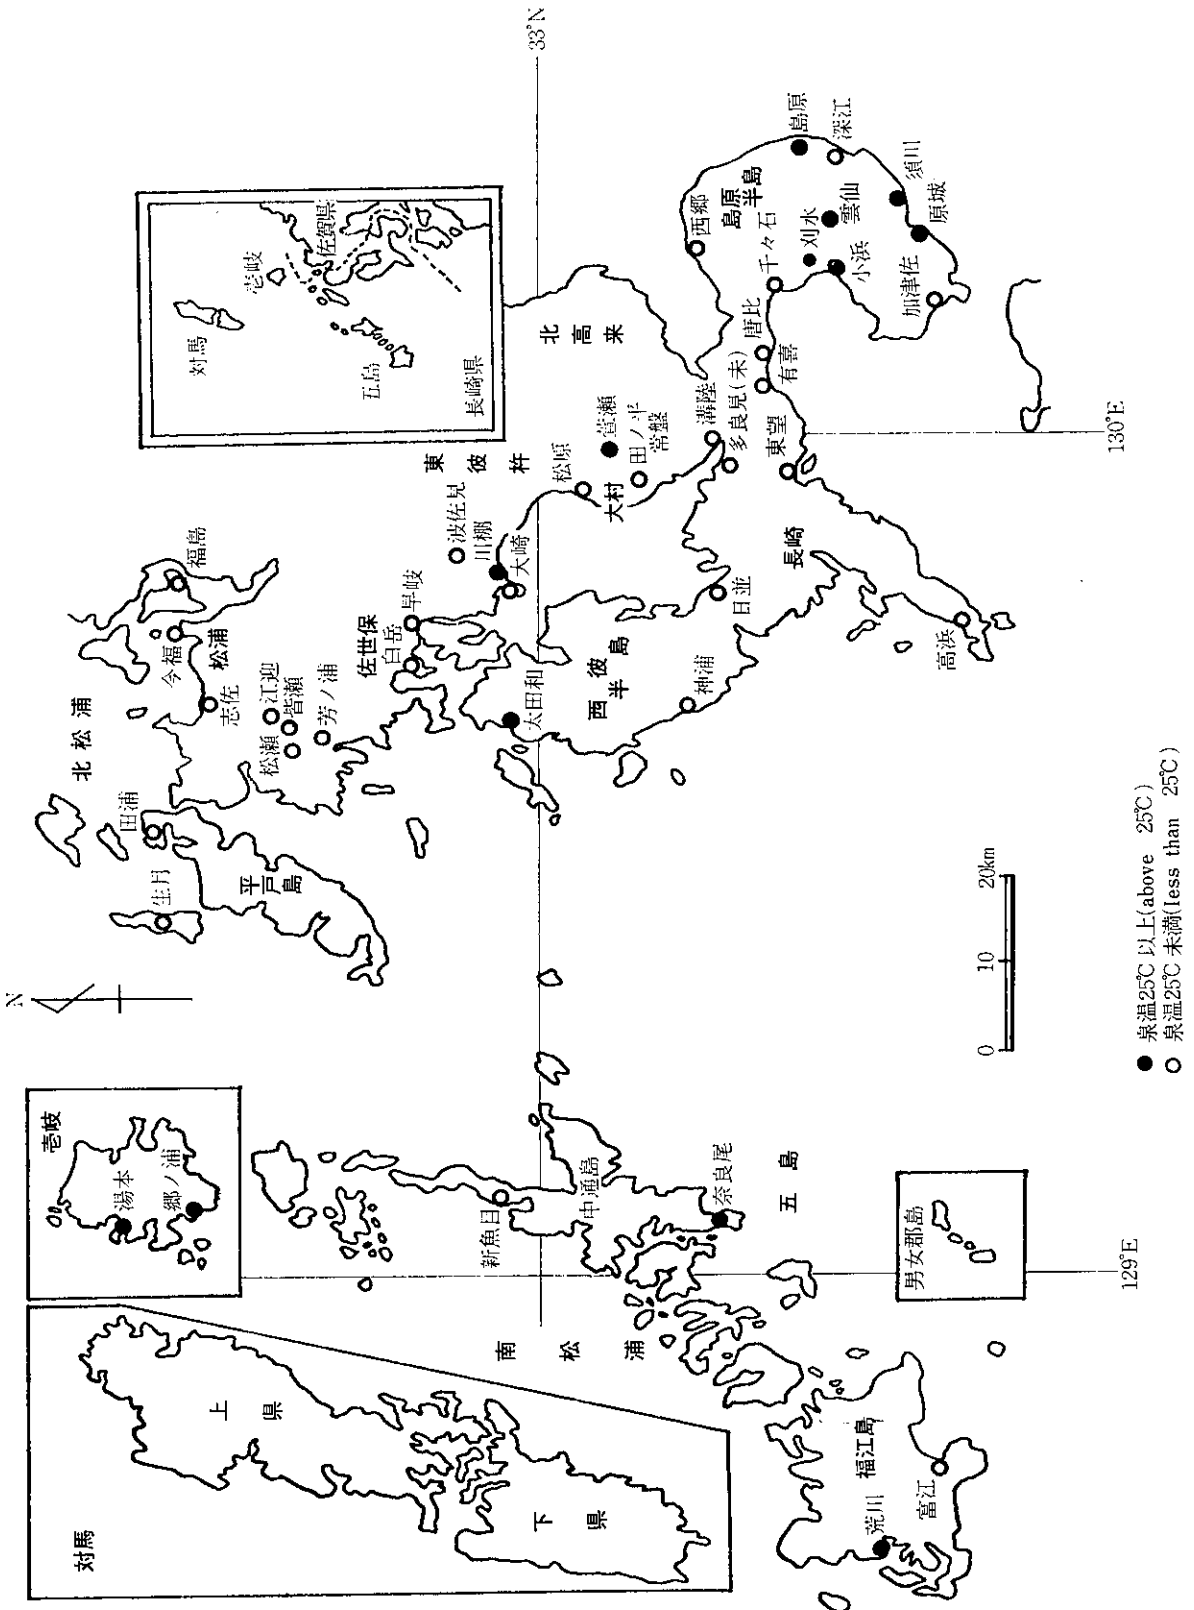 N
対馬
上県
下県
壱岐
湯本
郷ノ浦
北松浦
生月
田浦
平戸島
今福
福島
松浦
志佐
江迎
皆瀬
松瀬
芳ノ浦
佐世保
白岳
早岐
東彼杵
波佐見
川棚
大崎
松原
大村
萱瀬
田ノ平
常盤
溝陸
多良見(未)
東望
有喜
唐比
千々石
北高来
西郷
島原半島
島原
深江
刈水
雲仙
小浜
須川
原城
加津佐
太田和
西彼半島
神浦
日並
長崎
高浜
新魚目
中通島
奈良尾
五島
南松浦
福江島
荒川
富江
男女郡島
対馬
壱岐
佐賀県
五島
長崎県
33°N
129°E
130°E
0 10 20km
● 泉温25℃以上(above 25℃)
○ 泉温25℃未満(less than 25℃)